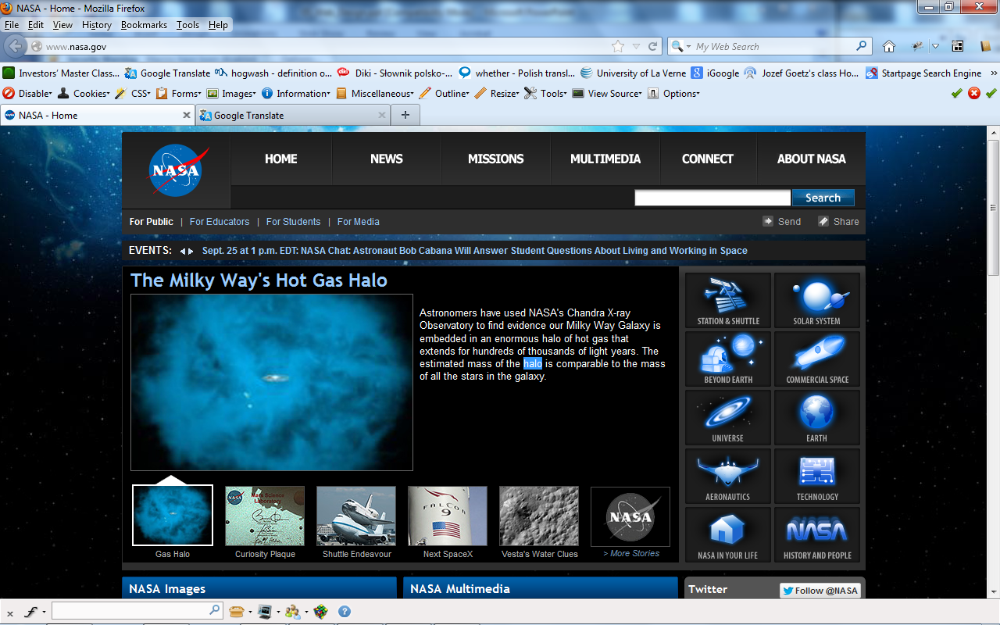 NASA - Home - Mozilla Firefox
File Edit View History Bookmarks Tools Help
www.nasa.gov
My Web Search
Investors' Master Class... Google Translate hogwash - definition o... Diki - Słownik polsko-... whether - Polish transl... University of La Verne iGoogle Jozef Goetz's class Ho... Startpage Search Engine »
Disable Cookies CSS Forms Images Information Miscellaneous Outline Resize Tools View Source Options
NASA - Home
Google Translate
NASA
HOME NEWS MISSIONS MULTIMEDIA CONNECT ABOUT NASA
Search
For Public | For Educators | For Students | For Media
Send Share
EVENTS: Sept. 25 at 1 p.m. EDT: NASA Chat: Astronaut Bob Cabana Will Answer Student Questions About Living and Working in Space
The Milky Way's Hot Gas Halo
Astronomers have used NASA's Chandra X-ray
Observatory to find evidence our Milky Way Galaxy is
embedded in an enormous halo of hot gas that
extends for hundreds of thousands of light years. The
estimated mass of the halo is comparable to the mass
of all the stars in the galaxy.
STATION & SHUTTLE SOLAR SYSTEM
BEYOND EARTH COMMERCIAL SPACE
UNIVERSE EARTH
AERONAUTICS TECHNOLOGY
NASA
NASA IN YOUR LIFE HISTORY AND PEOPLE
Mars Science
Laboratory
FALCON
9
NASA
Gas Halo Curiosity Plaque Shuttle Endeavour Next SpaceX Vesta's Water Clues > More Stories
NASA Images NASA Multimedia Twitter
Follow @NASA